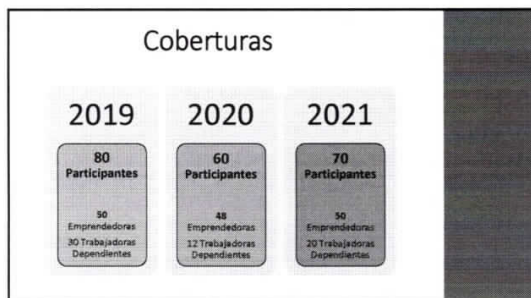 Coberturas
2019
80
Participantes
50
Emprendedoras
30 Trabajadoras
Dependientes
2020
60
Participantes
48
Emprendedoras
12 Trabajadoras
Dependientes
2021
70
Participantes
50
Emprendedoras
20 Trabajadoras
Dependientes